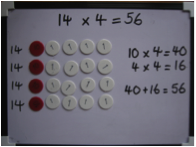 14 × 4 = 56
14
10 × 4 = 40
14
4 × 4 = 16
14
40 + 16 = 56
14